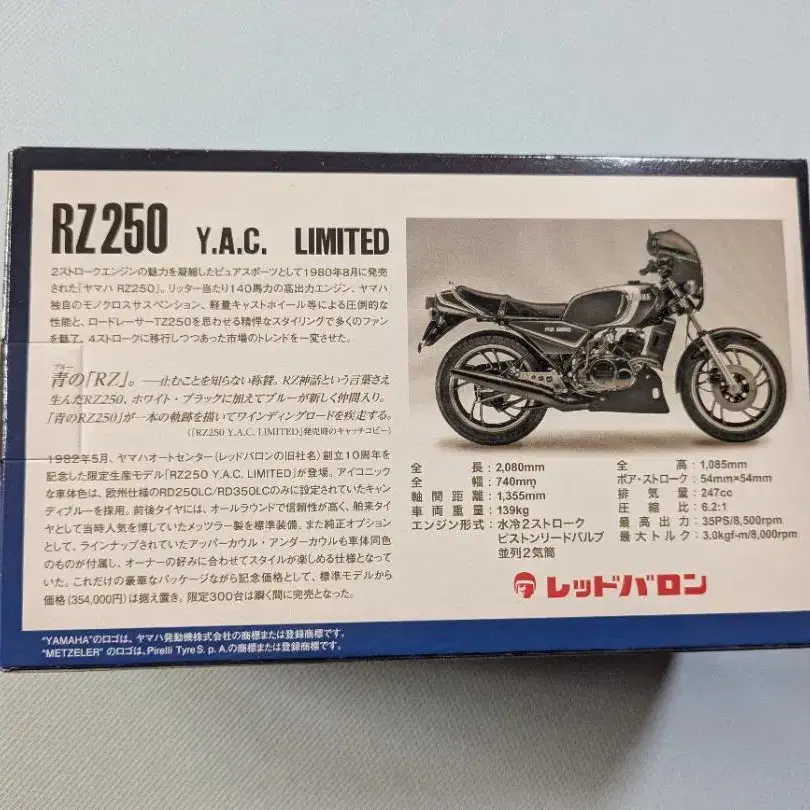 RZ250 Y.A.C. LIMITED
2ストロークエンジンの魅力を凝縮したピュアスポーツとして1980年8月に発売
された「ヤマハ RZ250」。リッター当たり140馬力の高出力エンジン、ヤマハ
独自のモノクロスサスペンション、軽量キャストホイール等による圧倒的な
性能と、ロードレーサーTZ250を思わせる精悍なスタイリングで多くのファン
を魅了。4ストロークに移行しつつあった市場のトレンドを一変させた。
ブルー
青の「RZ」。——止むことを知らない称賛。RZ神話という言葉さえ
生んだRZ250、ホワイト・ブラックに加えてブルーが新しく仲間入り。
「青のRZ250」が一本の軌跡を描いてワインディングロードを疾走する。
(「RZ250 Y.A.C. LIMITED」発売時のキャッチコピー)
1982年5月、ヤマハオートセンター(レッドバロンの旧社名)創立10周年を
記念した限定生産モデル「RZ250 Y.A.C. LIMITED」が登場。アイコニック
な車体色は、欧州仕様のRD250LC/RD350LCのみに設定されていたキャン
ディブルーを採用。前後タイヤには、オールラウンドで信頼性が高く、舶来タイ
ヤとして当時人気を博していたメッツラー製を標準装備。また純正オプション
として、ラインナップされていたアッパーカウル・アンダーカウルも車体同色
のものが付属し、オーナーの好みに合わせてスタイルが楽しめる仕様となって
いた。これだけの豪華なパッケージながら記念価格として、標準モデルから
価格(354,000円)は据え置き。限定300台は瞬く間に完売となった。
RZ 250
全長:2,080mm
全幅:740mm
軸間距離:1,355mm
車両重量:139kg
エンジン形式:水冷2ストローク
ピストンリードバルブ
並列2気筒
全高:1,085mm
ボア・ストローク:54mm×54mm
排気量:247cc
圧縮比:6.2:1
最高出力:35PS/8,500rpm
最大トルク:3.0kgf-m/8,000rpm
レッドバロン
"YAMAHA"のロゴは、ヤマハ発動機株式会社の商標または登録商標です。
"METZELER"のロゴは、Pirelli Tyre S. p. A.の商標または登録商標です。